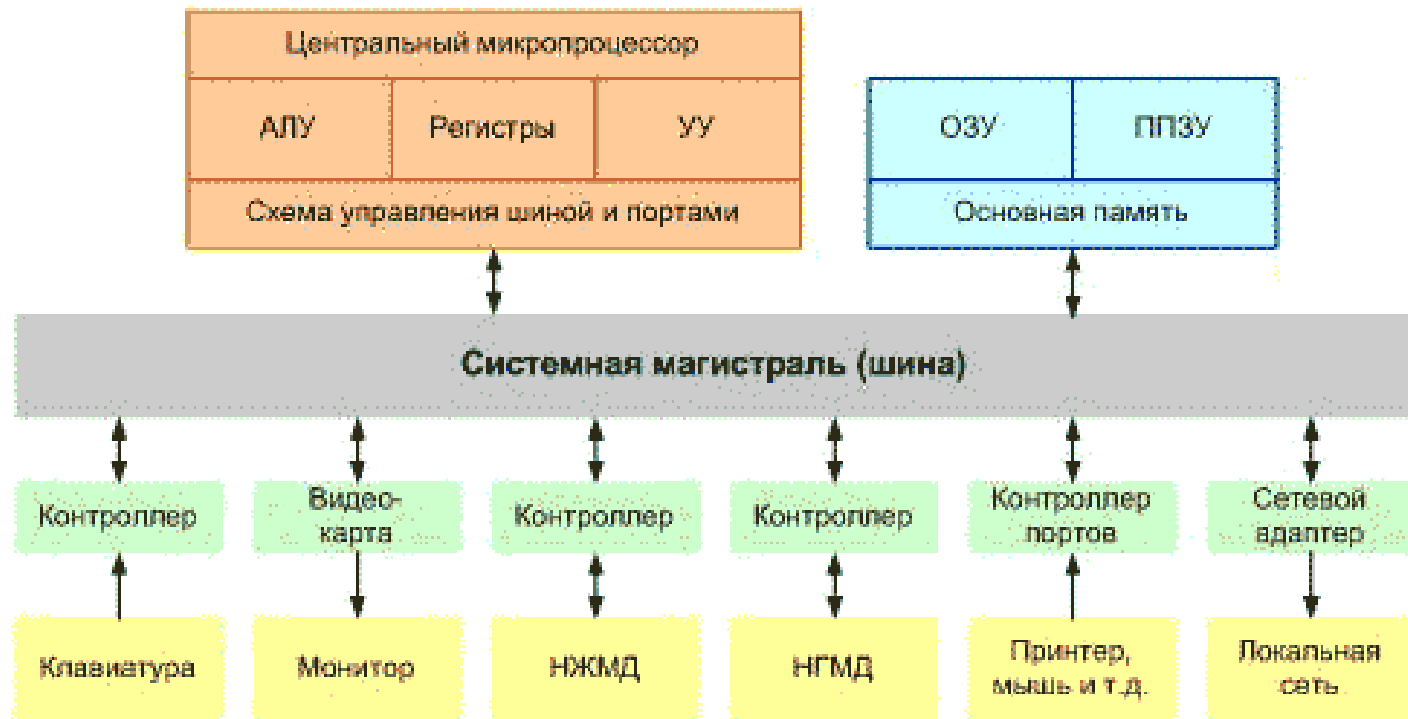 Центральный микропроцессор
АЛУ
Регистры
УУ
ОЗУ
ППЗУ
Схема управления шиной и портами
Основная память
Системная магистраль (шина)
Контроллер
Видео-
карта
Контроллер
Контроллер
Контроллер
портов
Сетевой
адаптер
Клавиатура
Монитор
НЖМД
НГМД
Принтер,
мышь и т.д.
Локальная
сеть